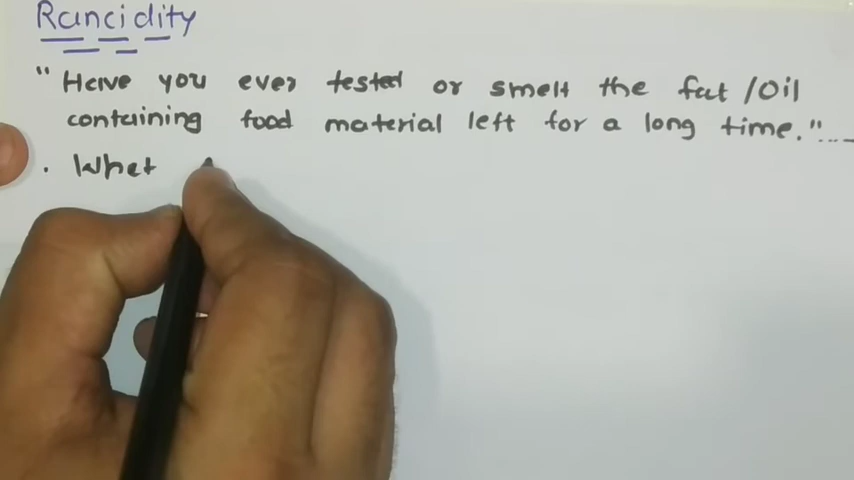 Rancidity
"Have you ever tested or smelt the fat/Oil
containing food material left for a long time.".....
. What